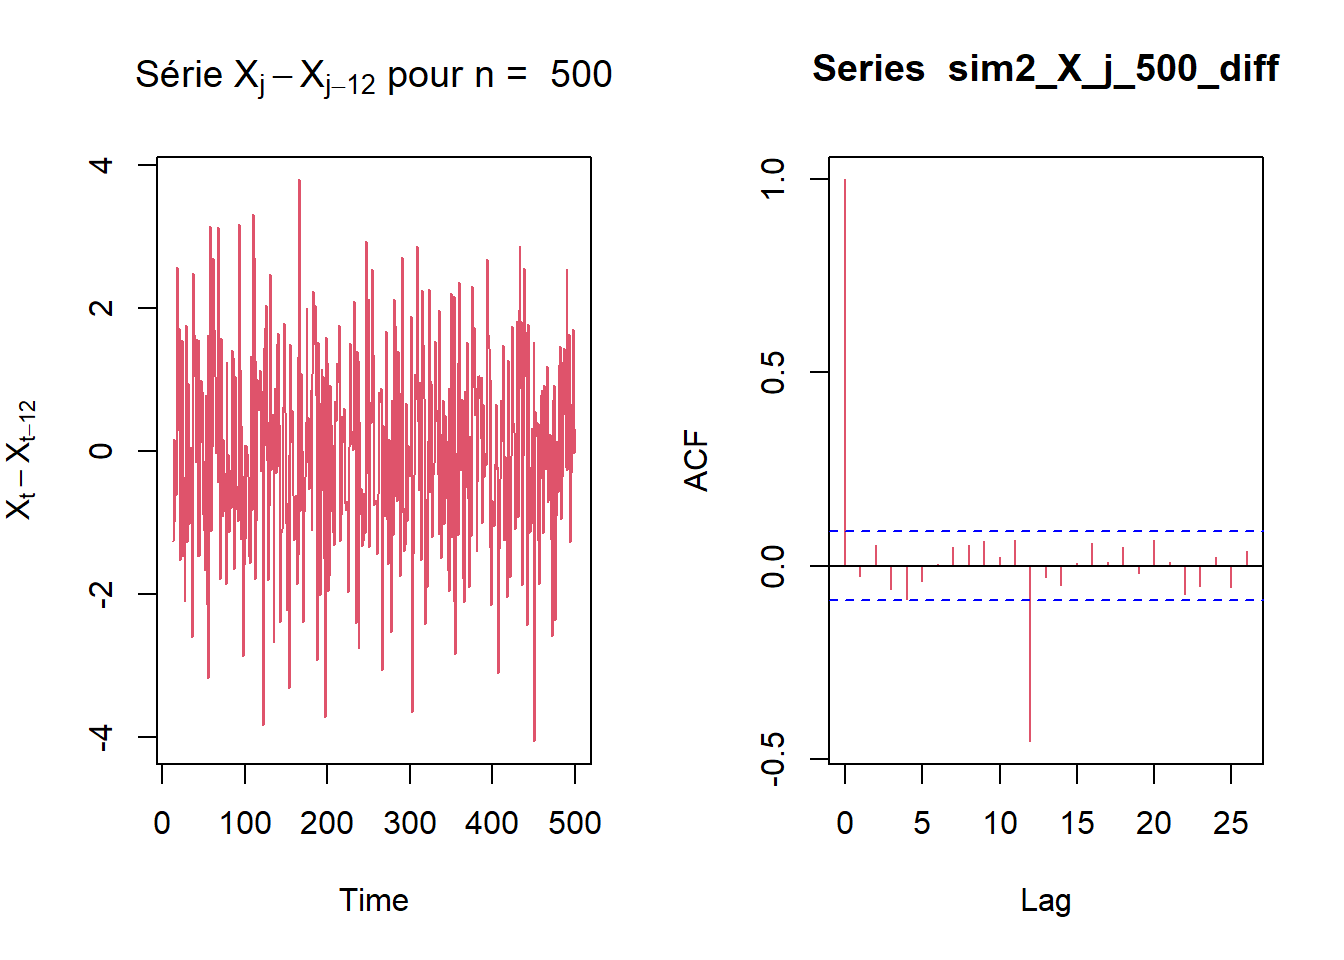 Série Xj – Xj–12 pour n = 500
4
2
0
-2
-4
Xt – Xt–12
0 100 200 300 400 500
Time
Series sim2_X_j_500_diff
1.0
0.5
0.0
-0.5
ACF
0 5 10 15 20 25
Lag